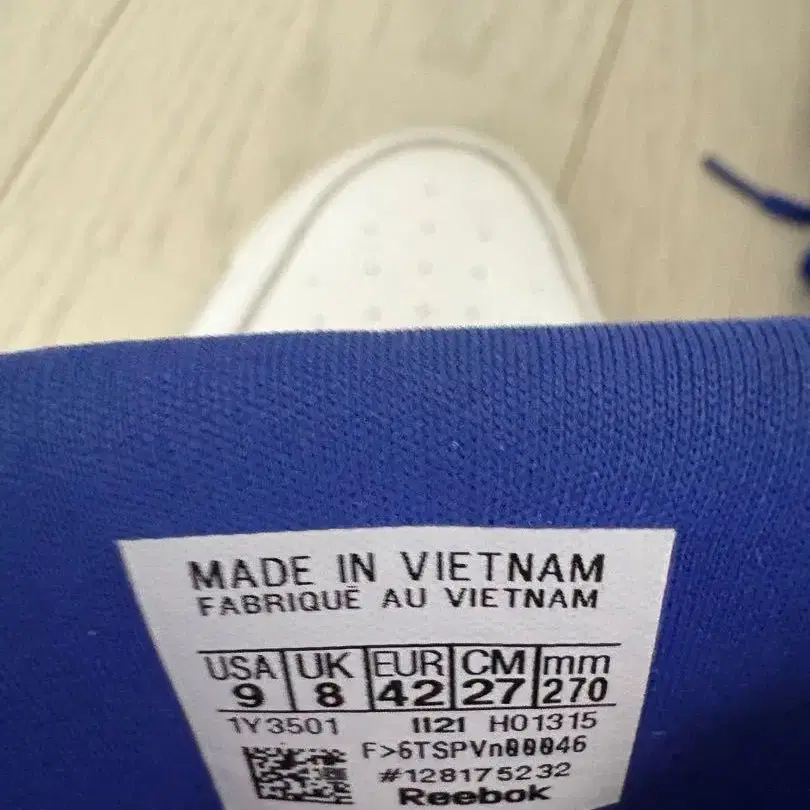 MADE IN VIETNAM
FABRIQUÉ AU VIETNAM
USA UK EUR CM mm
9 8 42 27 270
1Y3501 1121 H01315
F>6TSPVn00046
#128175232
Reebok